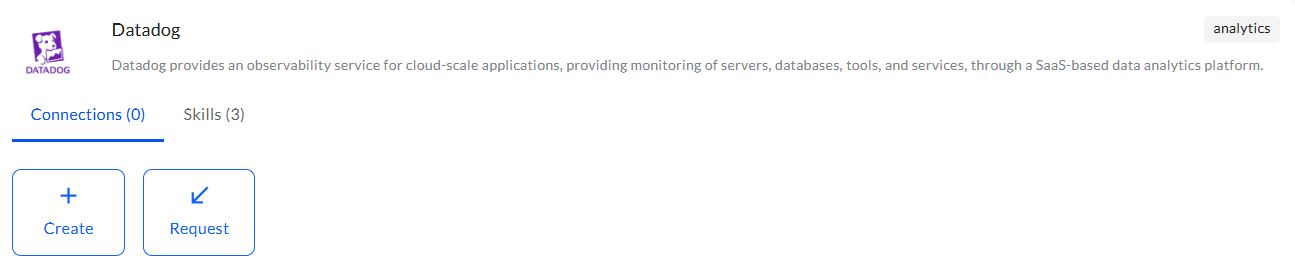 Datadog
analytics
DATADOG
Datadog provides an observability service for cloud-scale applications, providing monitoring of servers, databases, tools, and services, through a SaaS-based data analytics platform.
Connections (0)
Skills (3)
Create
Request